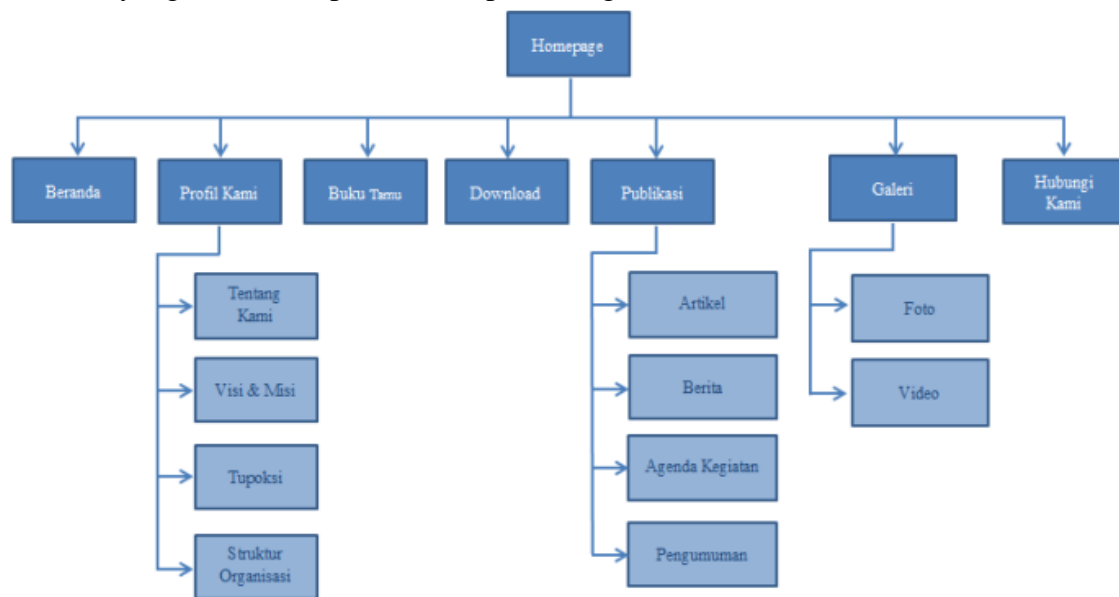 Homepage
Beranda
Profil Kami
Buku Tamu
Download
Publikasi
Galeri
Hubungi
Kami
Tentang
Kami
Visi & Misi
Tupoksi
Struktur
Organisasi
Artikel
Berita
Agenda Kegiatan
Pengumuman
Foto
Video